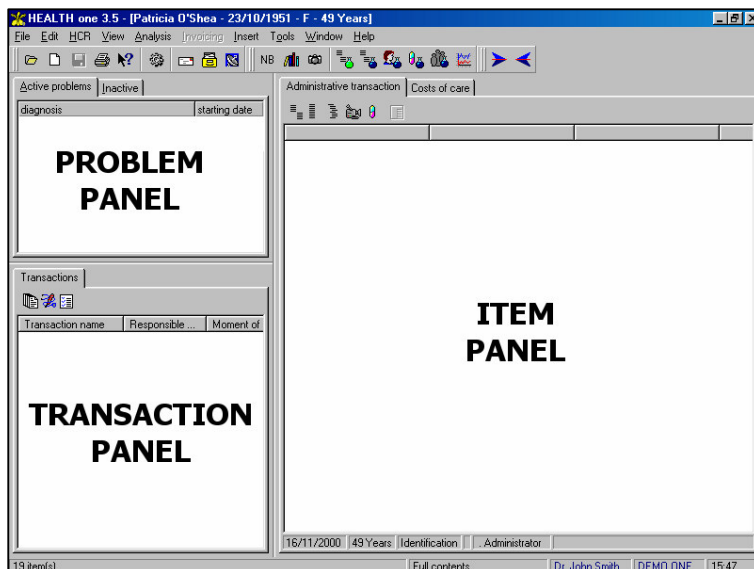 HEALTH one 3.5 - [Patricia O'Shea - 23/10/1951 - F - 49 Years]
File Edit HCR View Analysis Invoicing Insert Tools Window Help
NB
Active problems Inactive
diagnosis starting date
PROBLEM
PANEL
Transactions
Transaction name Responsible ... Moment of
TRANSACTION
PANEL
Administrative transaction Costs of care
ITEM
PANEL
16/11/2000 49 Years Identification . Administrator
19 item(s) Full contents Dr. John Smith DEMO ONE 15:47